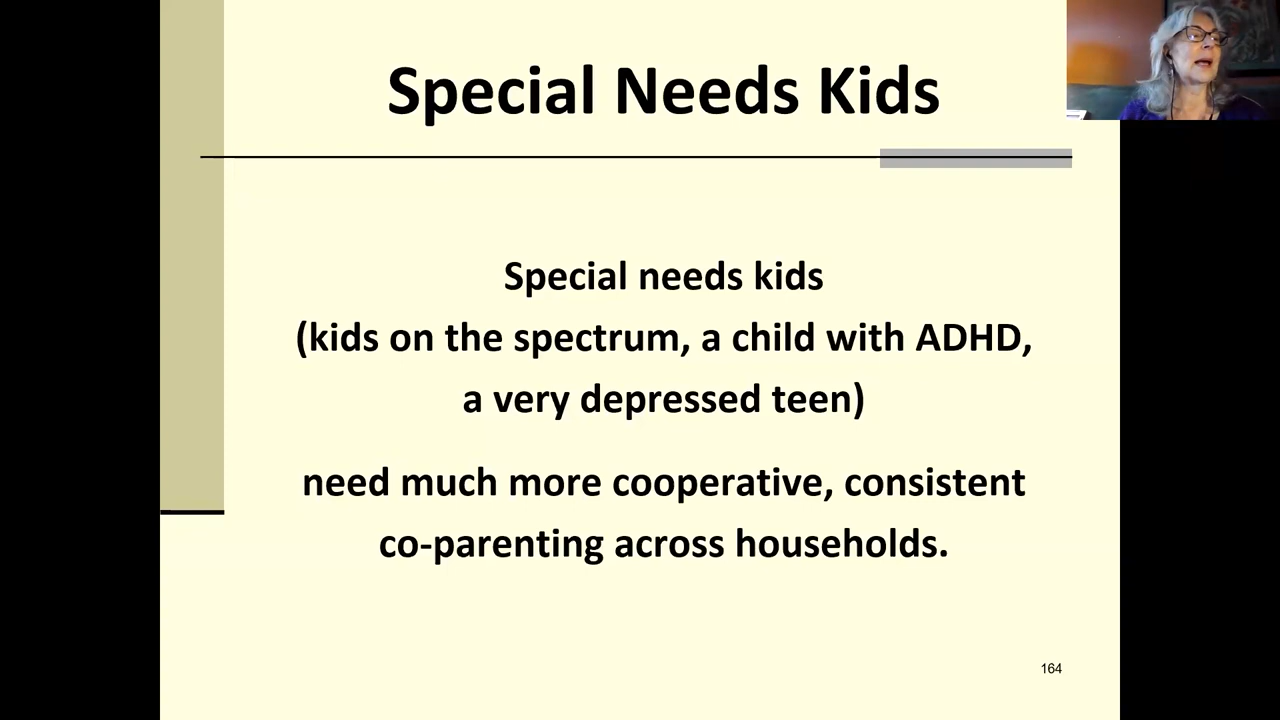 Special Needs Kids
Special needs kids
(kids on the spectrum, a child with ADHD,
a very depressed teen)
need much more cooperative, consistent
co-parenting across households.
164